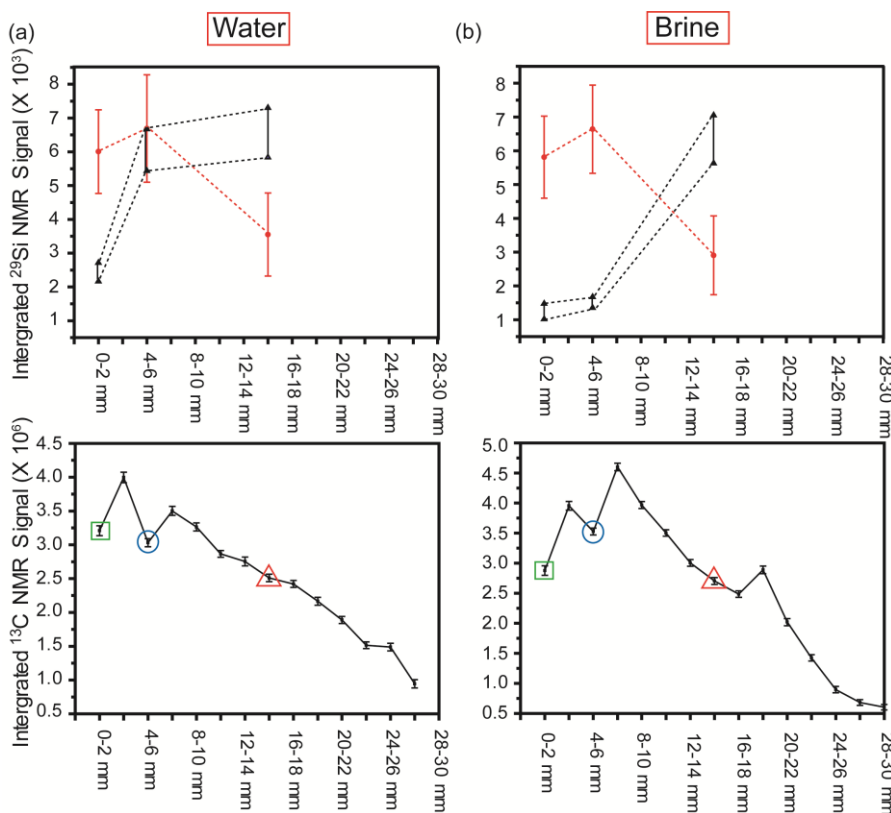 (a) Water
(b) Brine
Intergrated ²⁹Si NMR Signal (X 10³)
8
7
6
5
4
3
2
1
0-2 mm
4-6 mm
8-10 mm
12-14 mm
16-18 mm
20-22 mm
24-26 mm
28-30 mm
8
7
6
5
4
3
2
1
0-2 mm
4-6 mm
8-10 mm
12-14 mm
16-18 mm
20-22 mm
24-26 mm
28-30 mm
Intergrated ¹³C NMR Signal (X 10⁶)
4.5
4.0
3.5
3.0
2.5
2.0
1.5
1.0
0.5
0-2 mm
4-6 mm
8-10 mm
12-14 mm
16-18 mm
20-22 mm
24-26 mm
28-30 mm
5.0
4.5
4.0
3.5
3.0
2.5
2.0
1.5
1.0
0.5
0-2 mm
4-6 mm
8-10 mm
12-14 mm
16-18 mm
20-22 mm
24-26 mm
28-30 mm